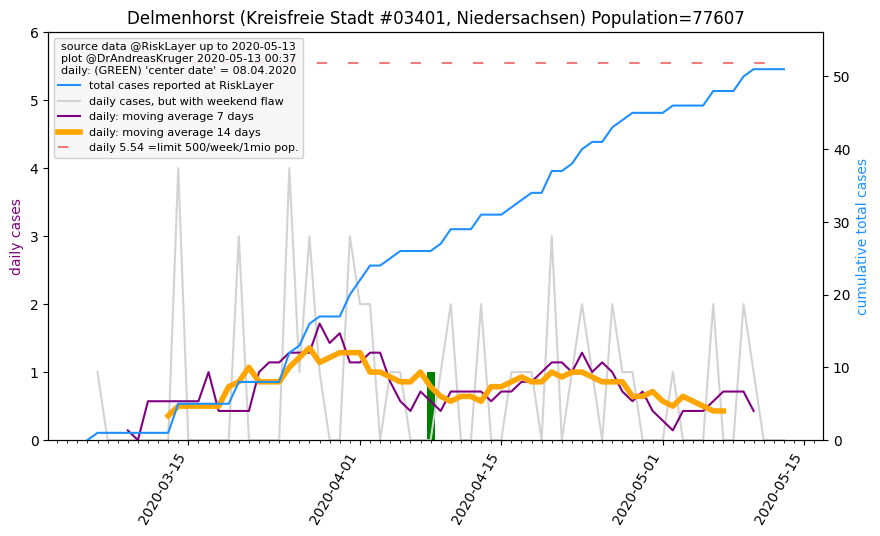 Delmenhorst (Kreisfreie Stadt #03401, Niedersachsen) Population=77607
source data @RiskLayer up to 2020-05-13
plot @DrAndreasKruger 2020-05-13 00:37
daily: (GREEN) 'center date' = 08.04.2020
total cases reported at RiskLayer
daily cases, but with weekend flaw
daily: moving average 7 days
daily: moving average 14 days
daily 5.54 =limit 500/week/1mio pop.
daily cases
6
5
4
3
2
1
0
cumulative total cases
50
40
30
20
10
0
2020-03-15
2020-04-01
2020-04-15
2020-05-01
2020-05-15